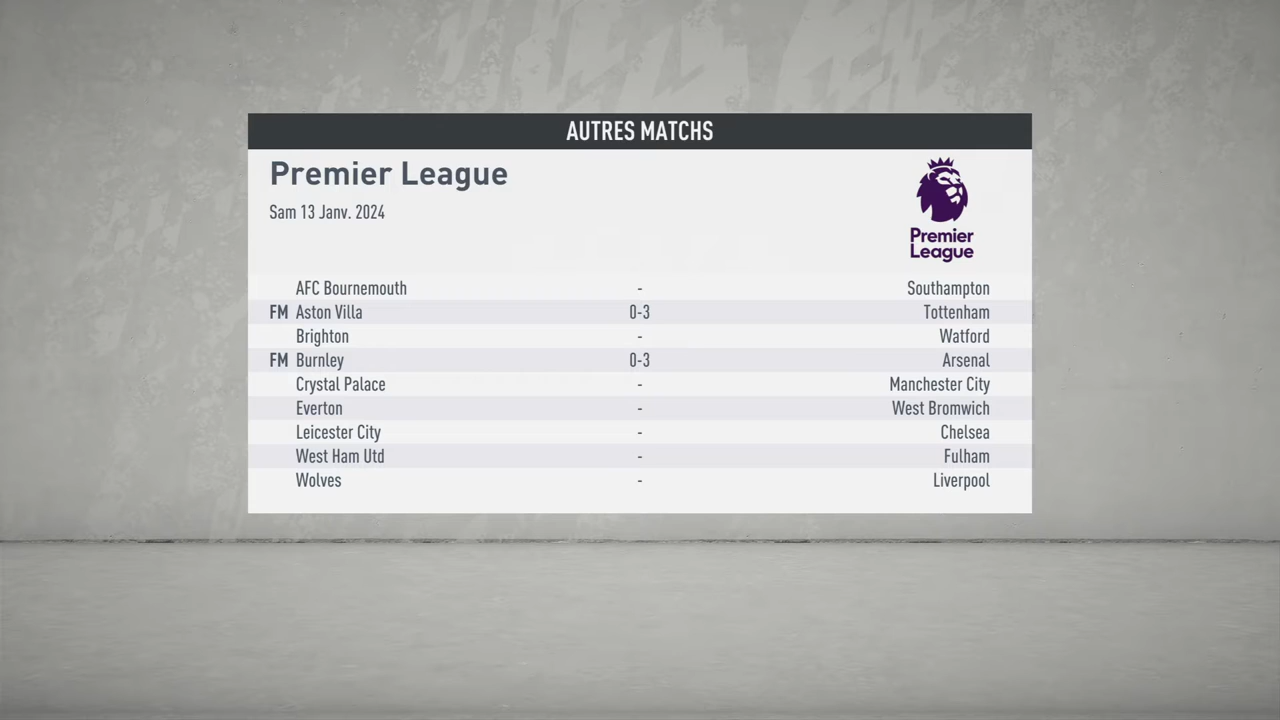 AUTRES MATCHS
Premier League
Sam 13 Janv. 2024
Premier
League
AFC Bournemouth - Southampton
FM Aston Villa 0-3 Tottenham
Brighton - Watford
FM Burnley 0-3 Arsenal
Crystal Palace - Manchester City
Everton - West Bromwich
Leicester City - Chelsea
West Ham Utd - Fulham
Wolves - Liverpool